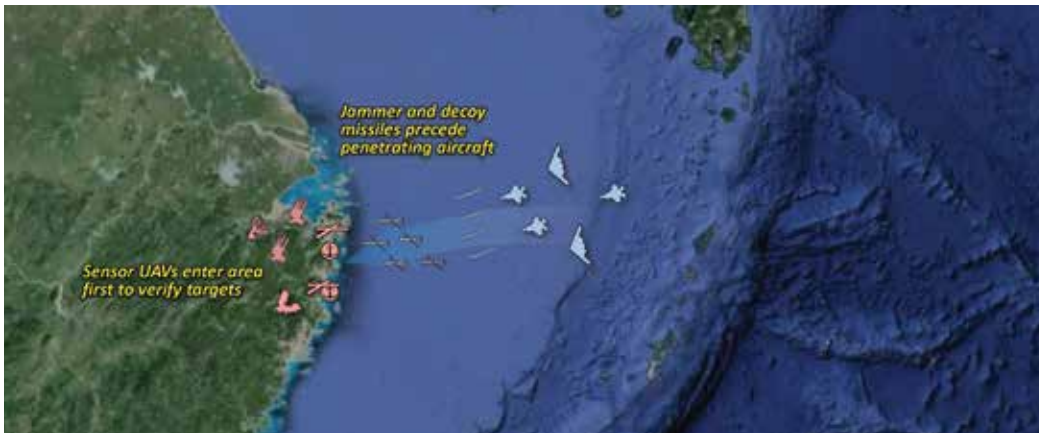 Jammer and decoy
missiles precede
penetrating aircraft
Sensor UAVs enter area
first to verify targets